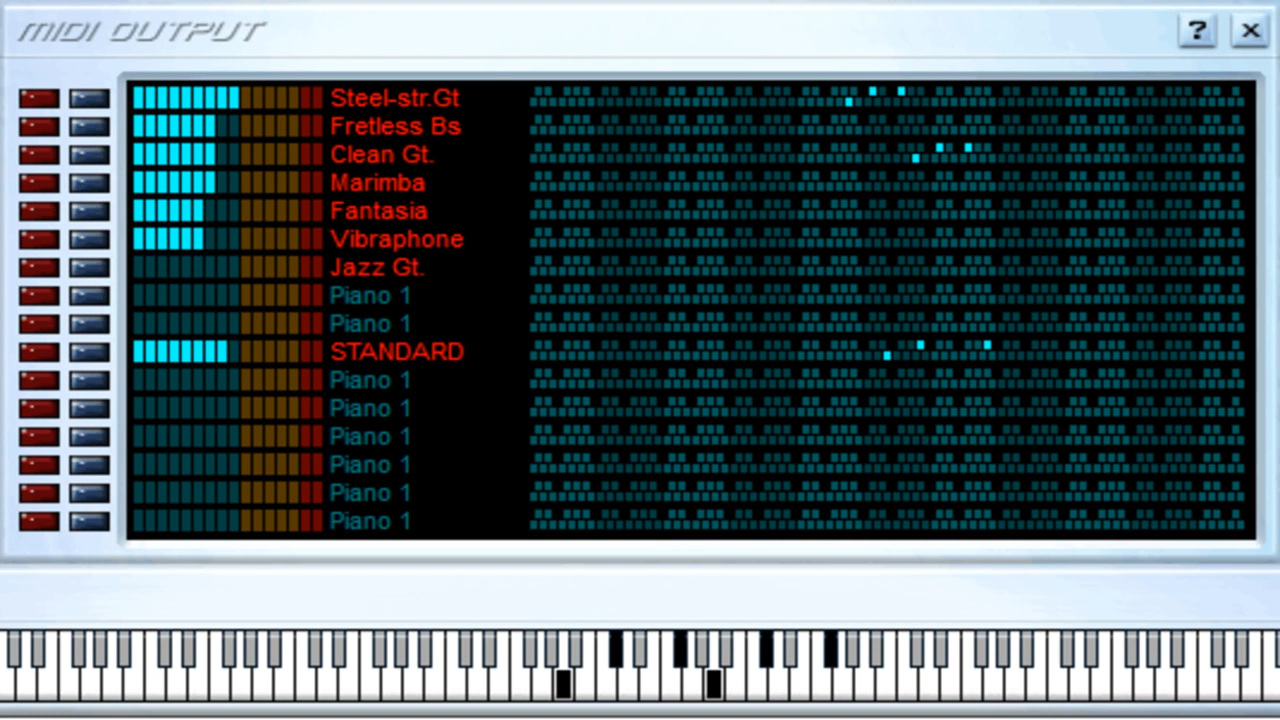 MIDI OUTPUT
?
Steel-str.Gt
Fretless Bs
Clean Gt.
Marimba
Fantasia
Vibraphone
Jazz Gt.
Piano 1
Piano 1
STANDARD
Piano 1
Piano 1
Piano 1
Piano 1
Piano 1
Piano 1